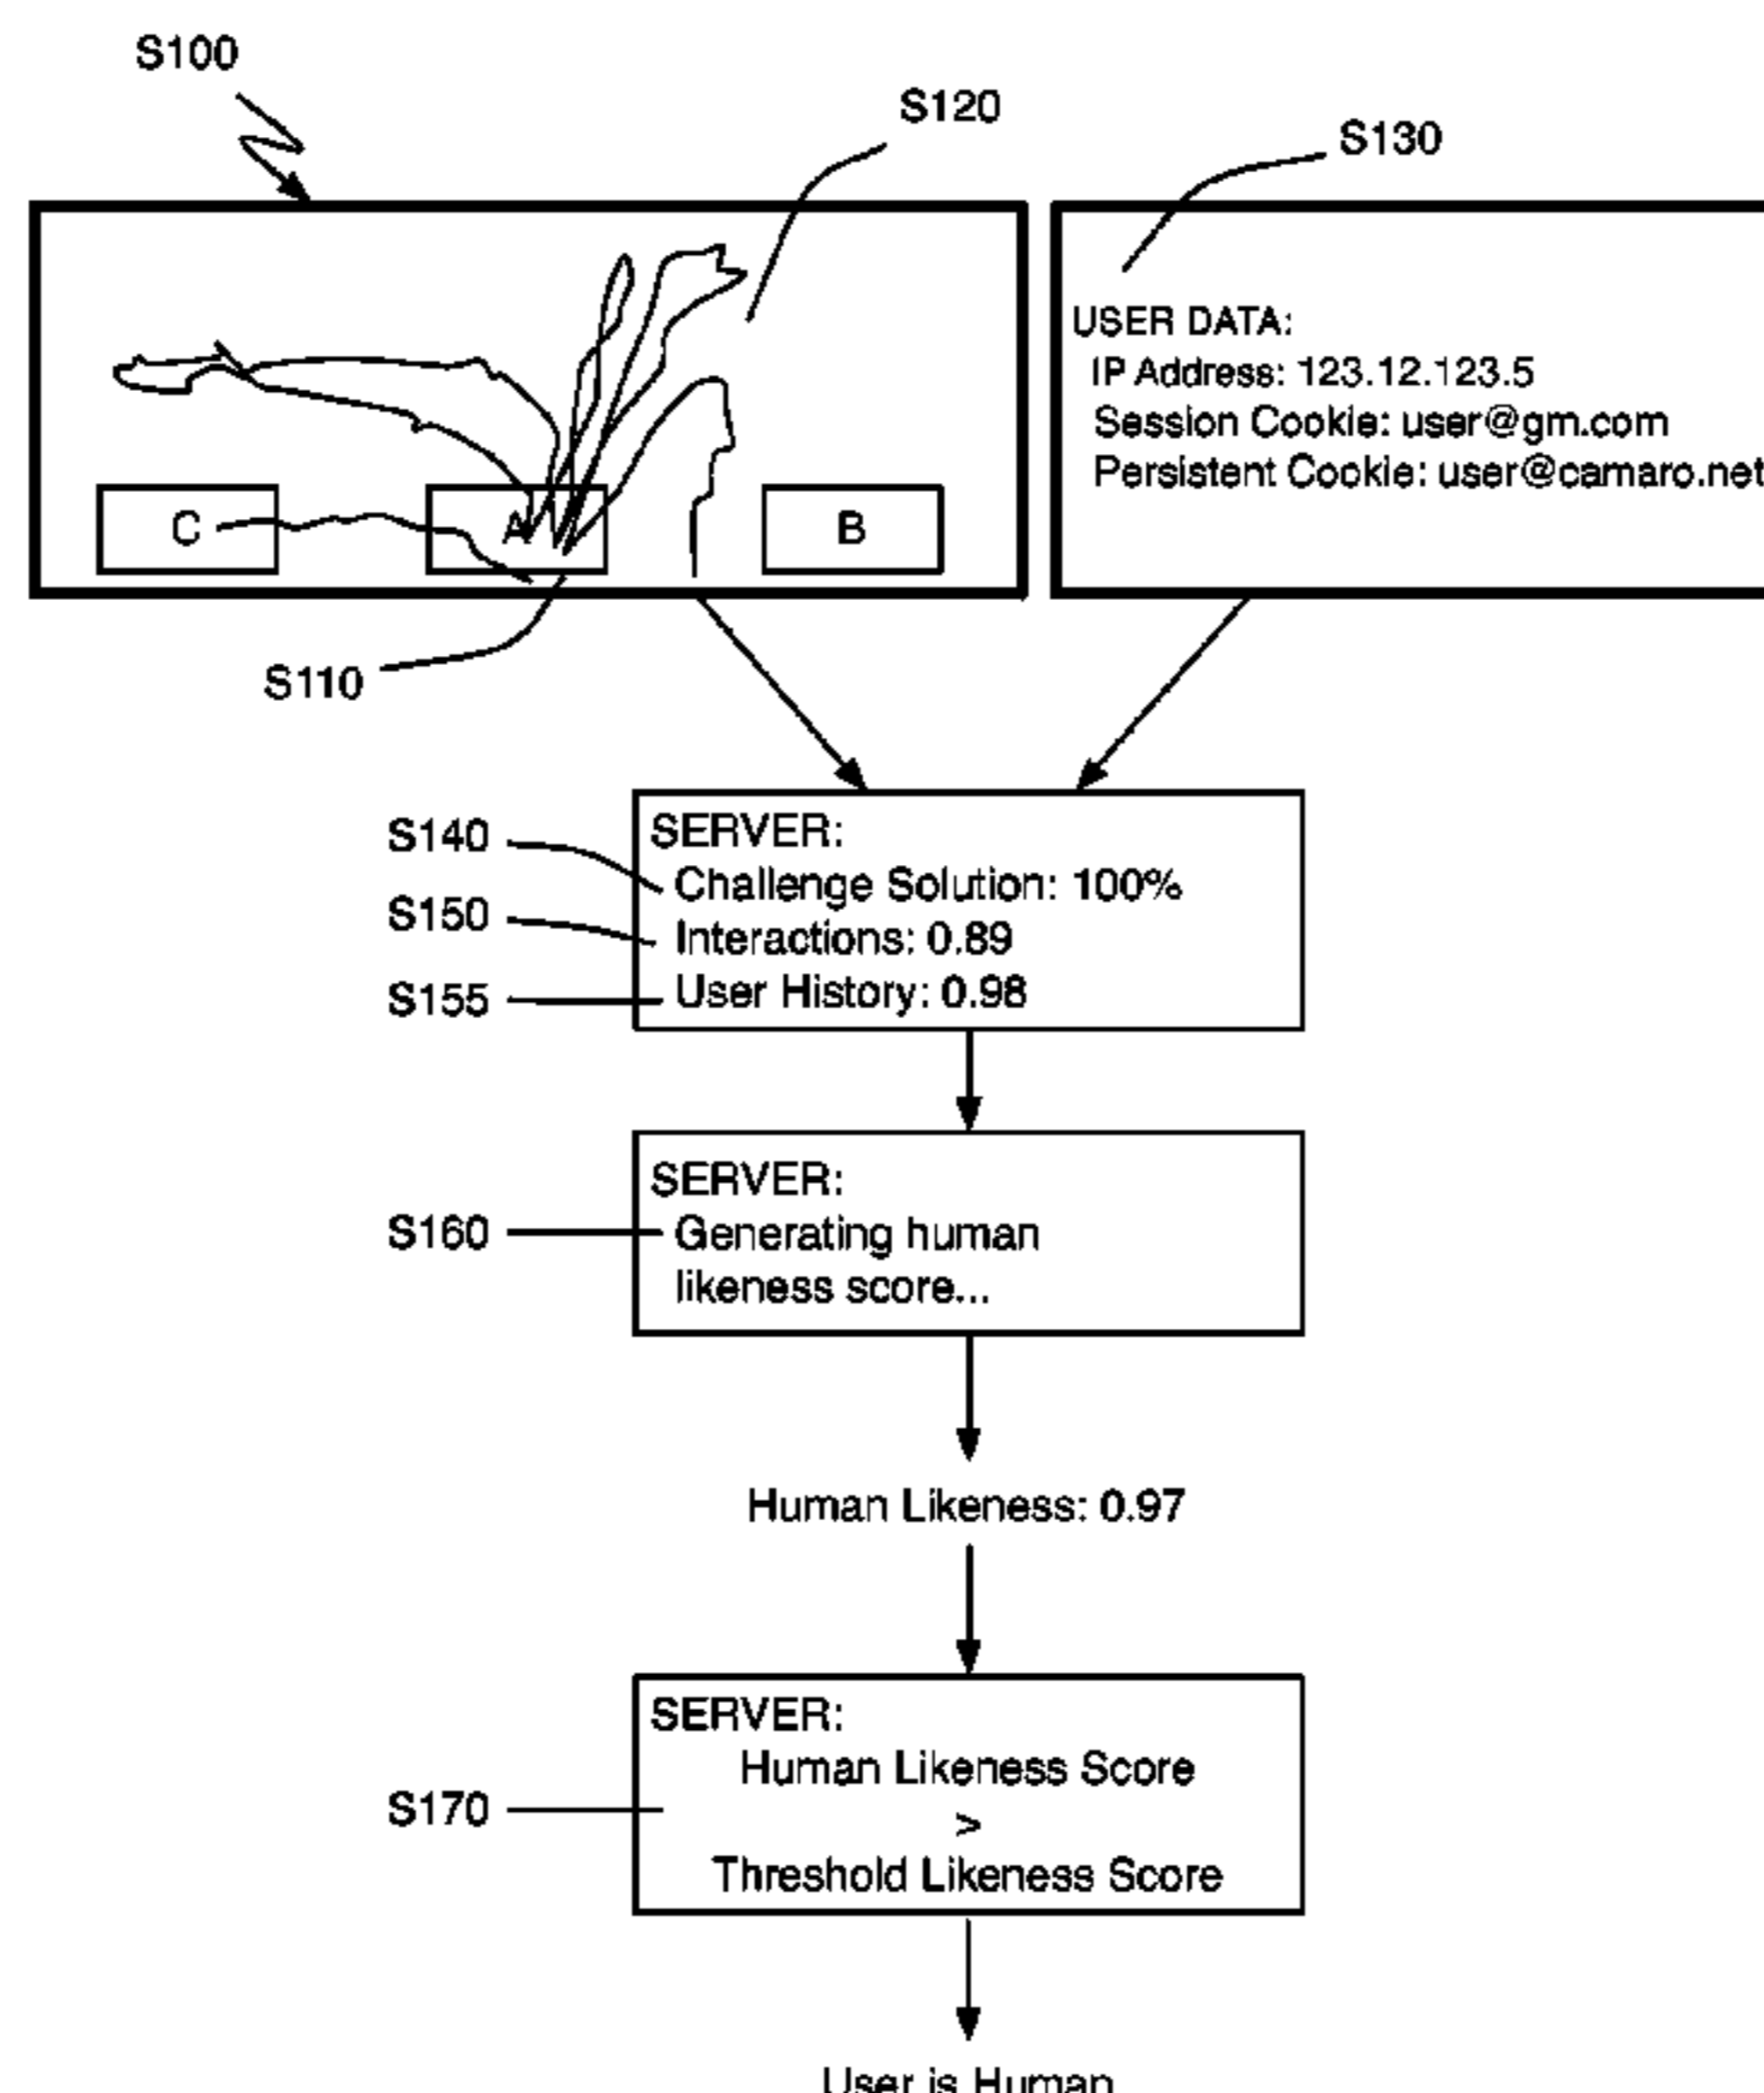 S100
S120
S130
USER DATA:
IP Address: 123.12.123.5
Session Cookie: user@gm.com
Persistent Cookie: user@camaro.net
C
A
B
S110
S140
S150
S155
SERVER:
Challenge Solution: 100%
Interactions: 0.89
User History: 0.98
S160
SERVER:
Generating human
likeness score...
Human Likeness: 0.97
S170
SERVER:
Human Likeness Score
>
Threshold Likeness Score
User is Human